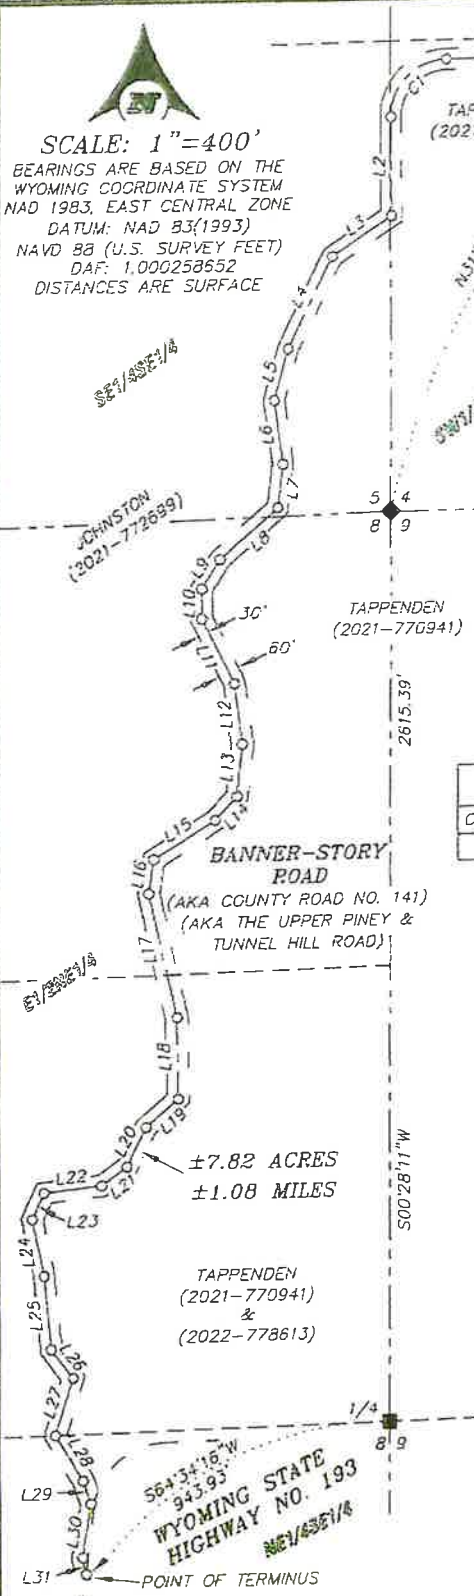 N
SCALE: 1"=400'
BEARINGS ARE BASED ON THE
WYOMING COORDINATE SYSTEM
NAD 1983, EAST CENTRAL ZONE
DATUM: NAD 83(1993)
NAVD 88 (U.S. SURVEY FEET)
DAF: 1.000258652
DISTANCES ARE SURFACE
C1
L2
L3
L4
L5
L6
L7
L8
L9
L10
L11
SE1/4SE1/4
JOHNSTON
(2021-772699)
5 4
8 9
30'
60'
TAPPENDEN
(2021-770941)
2615.39'
L12
L13
L14
L15
L16
L17
L18
L19
L20
L21
L22
L23
L24
L25
L26
L27
L28
L29
L30
L31
BANNER-STORY
ROAD
(AKA COUNTY ROAD NO. 141)
(AKA THE UPPER PINEY &
TUNNEL HILL ROAD)
E1/2NE1/4
±7.82 ACRES
±1.08 MILES
S00°28'11"W
TAPPENDEN
(2021-770941)
&
(2022-778613)
1/4
8 9
S64°34'16"W
943.93'
WYOMING STATE
HIGHWAY NO. 193
NE1/4SE1/4
POINT OF TERMINUS